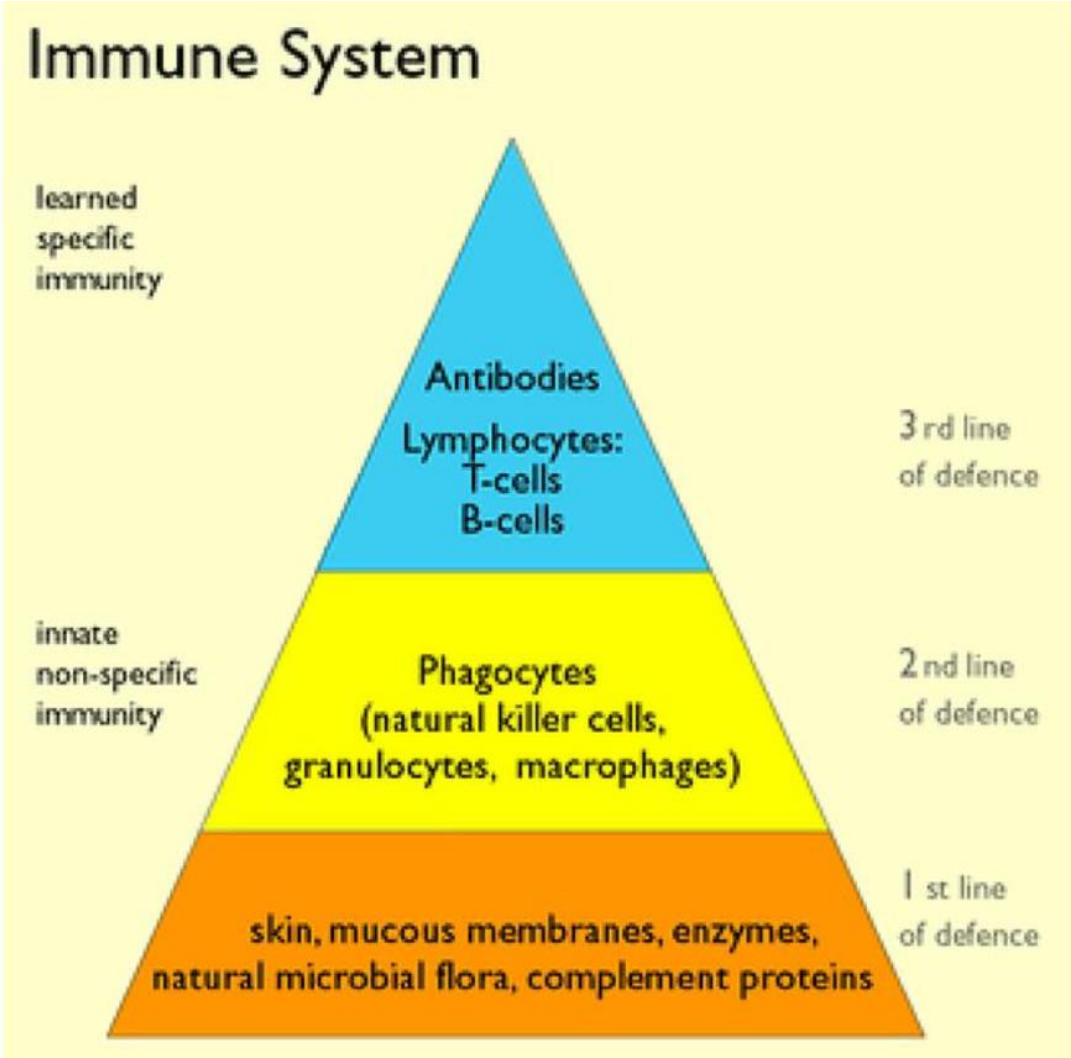 Immune System
learned
specific
immunity
Antibodies
Lymphocytes:
T-cells
B-cells
3 rd line
of defence
innate
non-specific
immunity
Phagocytes
(natural killer cells,
granulocytes, macrophages)
2 nd line
of defence
skin, mucous membranes, enzymes,
natural microbial flora, complement proteins
1 st line
of defence